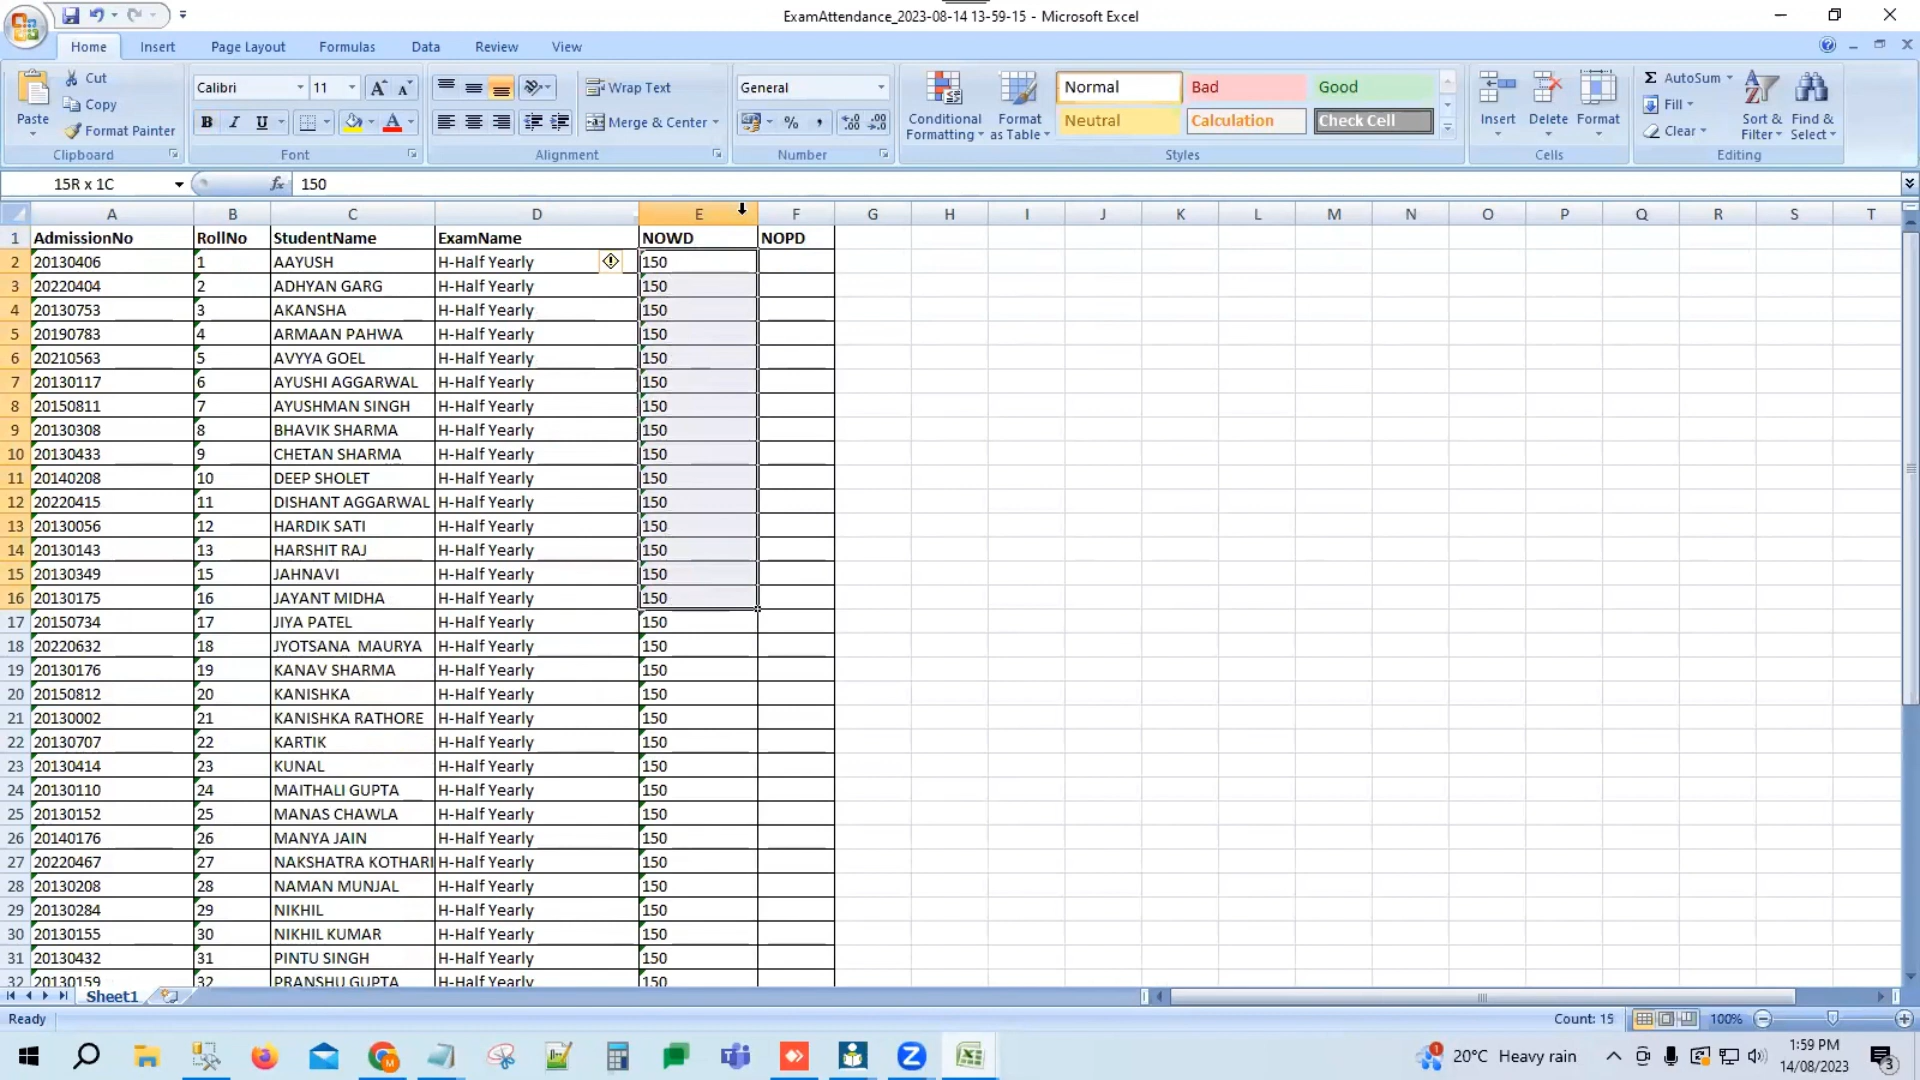 ExamAttendance_2023-08-14 13-59-15 - Microsoft Excel
Home Insert Page Layout Formulas Data Review View
Paste
Cut
Copy
Format Painter
Clipboard
Calibri 11
B I U
Font
Wrap Text
Merge & Center
Alignment
General
Number
Conditional Formatting
Format as Table
Normal Bad Good
Neutral Calculation Check Cell
Styles
Insert Delete Format
Cells
AutoSum
Fill
Clear
Sort & Filter
Find & Select
Editing
15R x 1C fx 150
A B C D E F G H I J K L M N O P Q R S T
1 AdmissionNo RollNo StudentName ExamName NOWD NOPD
2 20130406 1 AAYUSH H-Half Yearly 150
3 20220404 2 ADHYAN GARG H-Half Yearly 150
4 20130753 3 AKANSHA H-Half Yearly 150
5 20190783 4 ARMAAN PAHWA H-Half Yearly 150
6 20210563 5 AVYYA GOEL H-Half Yearly 150
7 20130117 6 AYUSHI AGGARWAL H-Half Yearly 150
8 20150811 7 AYUSHMAN SINGH H-Half Yearly 150
9 20130308 8 BHAVIK SHARMA H-Half Yearly 150
10 20130433 9 CHETAN SHARMA H-Half Yearly 150
11 20140208 10 DEEP SHOLET H-Half Yearly 150
12 20220415 11 DISHANT AGGARWAL H-Half Yearly 150
13 20130056 12 HARDIK SATI H-Half Yearly 150
14 20130143 13 HARSHIT RAJ H-Half Yearly 150
15 20130349 15 JAHNAVI H-Half Yearly 150
16 20130175 16 JAYANT MIDHA H-Half Yearly 150
17 20150734 17 JIYA PATEL H-Half Yearly 150
18 20220632 18 JYOTSANA MAURYA H-Half Yearly 150
19 20130176 19 KANAV SHARMA H-Half Yearly 150
20 20150812 20 KANISHKA H-Half Yearly 150
21 20130002 21 KANISHKA RATHORE H-Half Yearly 150
22 20130707 22 KARTIK H-Half Yearly 150
23 20130414 23 KUNAL H-Half Yearly 150
24 20130110 24 MAITHALI GUPTA H-Half Yearly 150
25 20130152 25 MANAS CHAWLA H-Half Yearly 150
26 20140176 26 MANYA JAIN H-Half Yearly 150
27 20220467 27 NAKSHATRA KOTHARI H-Half Yearly 150
28 20130208 28 NAMAN MUNJAL H-Half Yearly 150
29 20130284 29 NIKHIL H-Half Yearly 150
30 20130155 30 NIKHIL KUMAR H-Half Yearly 150
31 20130432 31 PINTU SINGH H-Half Yearly 150
32 20130159 32 PRANSHU GUPTA H-Half Yearly 150
Sheet1
Ready Count: 15 100%
20°C Heavy rain
1:59 PM
14/08/2023